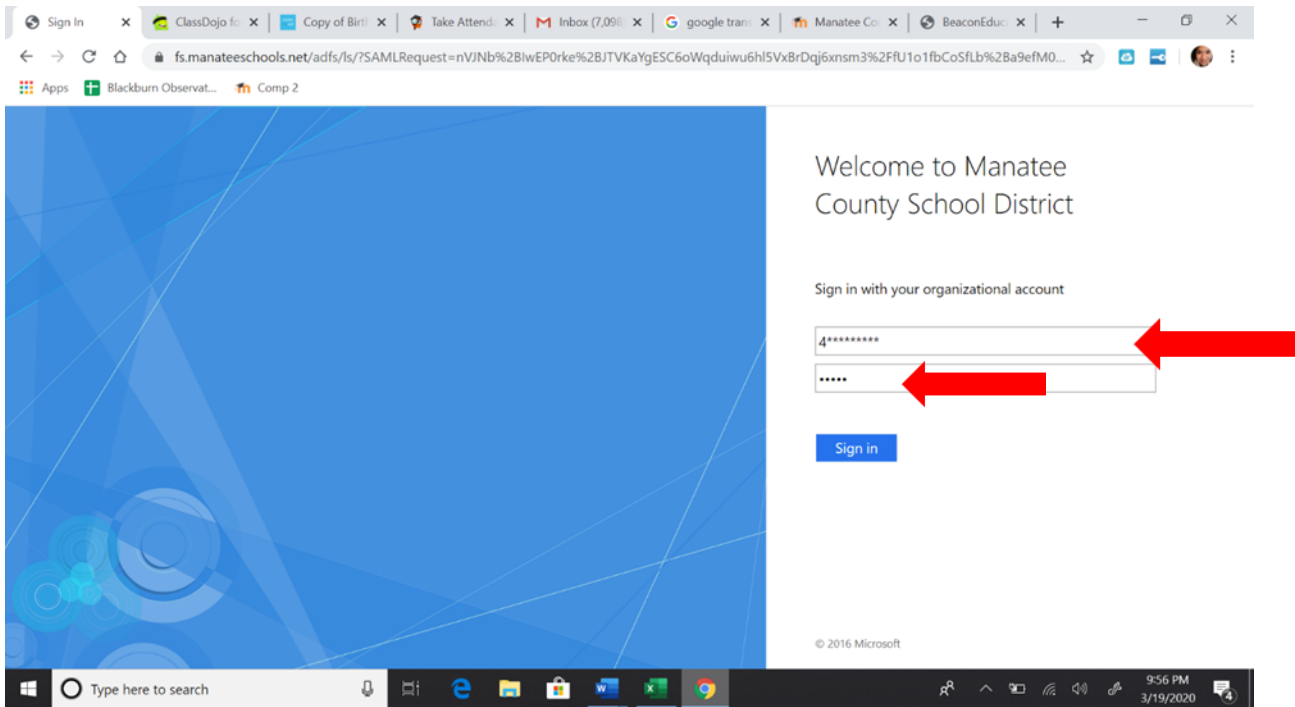 Sign In
ClassDojo fo
Copy of Birt
Take Attenda
Inbox (7,098
google trans
Manatee Co
BeaconEduc
fs.manateeschools.net/adfs/ls/?SAMLRequest=nVJNb%2BIwEP0rke%2BJTVKaYgESC6oWqduiwu6hl5VxBrDqj6xnsm3%2FfU1o1fbCoSfLb%2Ba9efM0...
Apps
Blackburn Observat...
Comp 2
Welcome to Manatee
County School District
Sign in with your organizational account
4*********
•••••
Sign in
© 2016 Microsoft
Type here to search
9:56 PM
3/19/2020
4